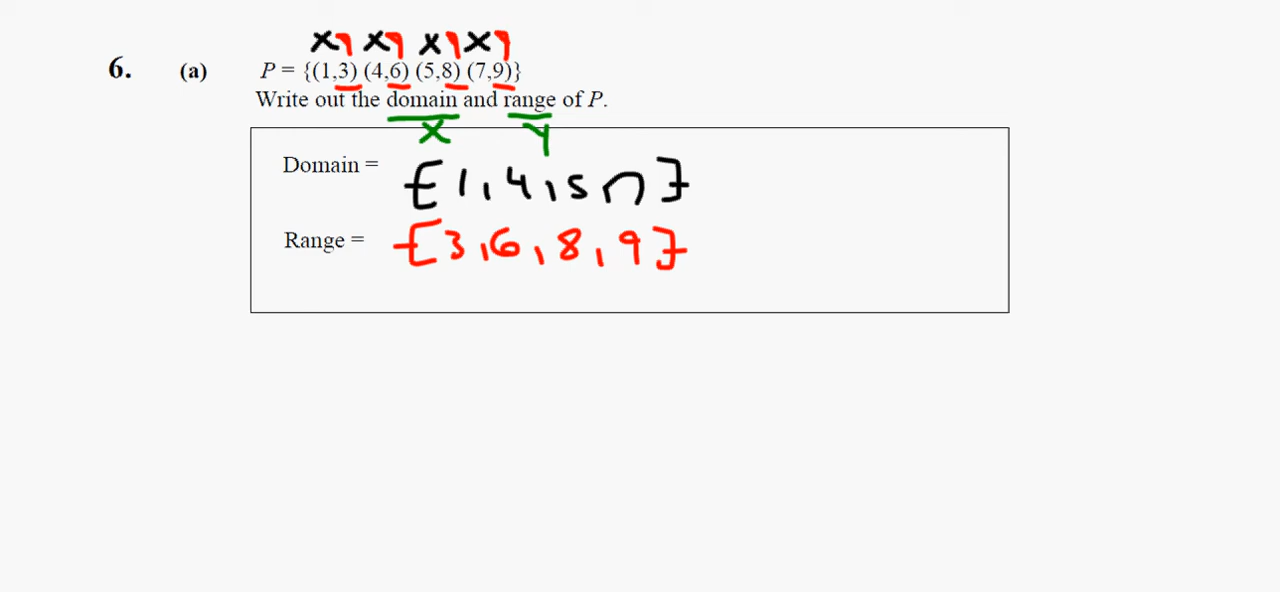 x y x y x y x y
6. (a) P = {(1,3) (4,6) (5,8) (7,9)}
Write out the domain and range of P.
x y
Domain = {1,4,5 7}
Range = {3,6,8,9}